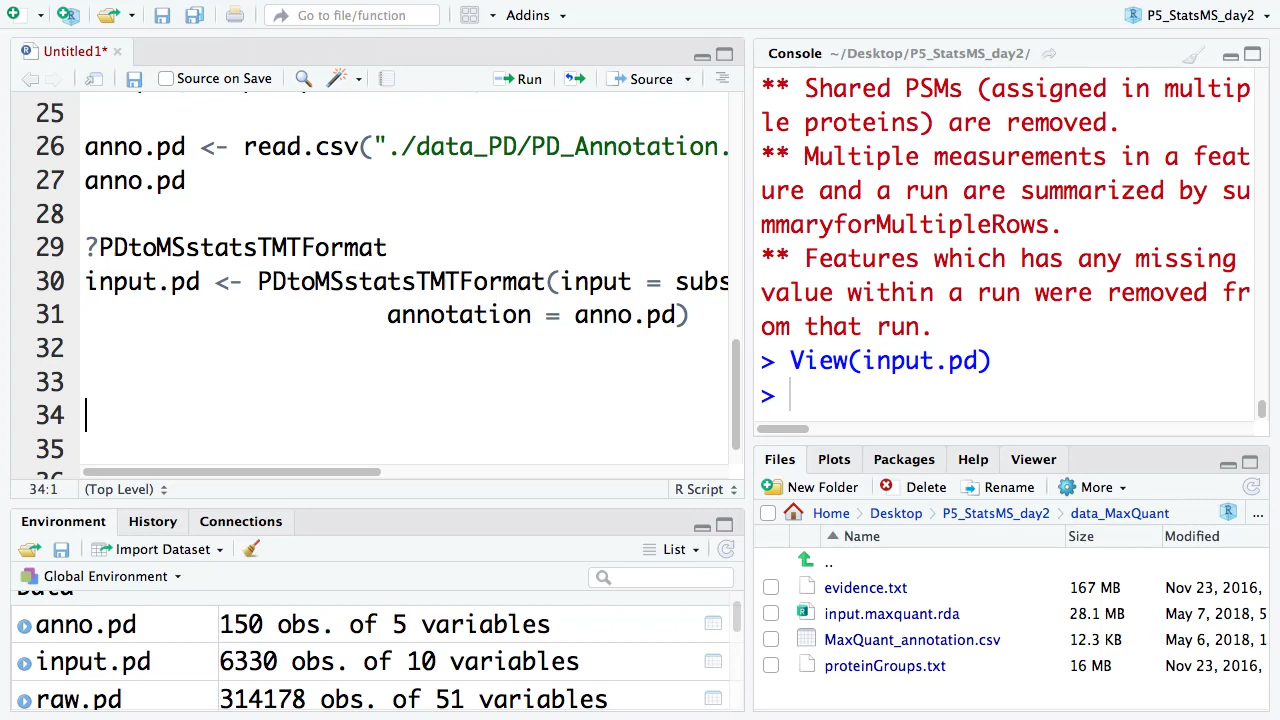 Go to file/function
Addins
P5_StatsMS_day2
Untitled1*
Source on Save
Run
Source
25
26 anno.pd <- read.csv("./data_PD/PD_Annotation.
27 anno.pd
28
29 ?PDtoMSstatsTMTFormat
30 input.pd <- PDtoMSstatsTMTFormat(input = subs
31 annotation = anno.pd)
32
33
34
35
34:1 (Top Level) R Script
Environment History Connections
Import Dataset List
Global Environment
Data
anno.pd 150 obs. of 5 variables
input.pd 6330 obs. of 10 variables
raw.pd 314178 obs. of 51 variables
Console ~/Desktop/P5_StatsMS_day2/
** Shared PSMs (assigned in multip
le proteins) are removed.
** Multiple measurements in a feat
ure and a run are summarized by su
mmaryforMultipleRows.
** Features which has any missing
value within a run were removed fr
om that run.
> View(input.pd)
>
Files Plots Packages Help Viewer
New Folder Delete Rename More
Home Desktop P5_StatsMS_day2 data_MaxQuant ...
Name Size Modified
..
evidence.txt 167 MB Nov 23, 2016,
input.maxquant.rda 28.1 MB May 7, 2018, 5
MaxQuant_annotation.csv 12.3 KB May 6, 2018, 1
proteinGroups.txt 16 MB Nov 23, 2016,